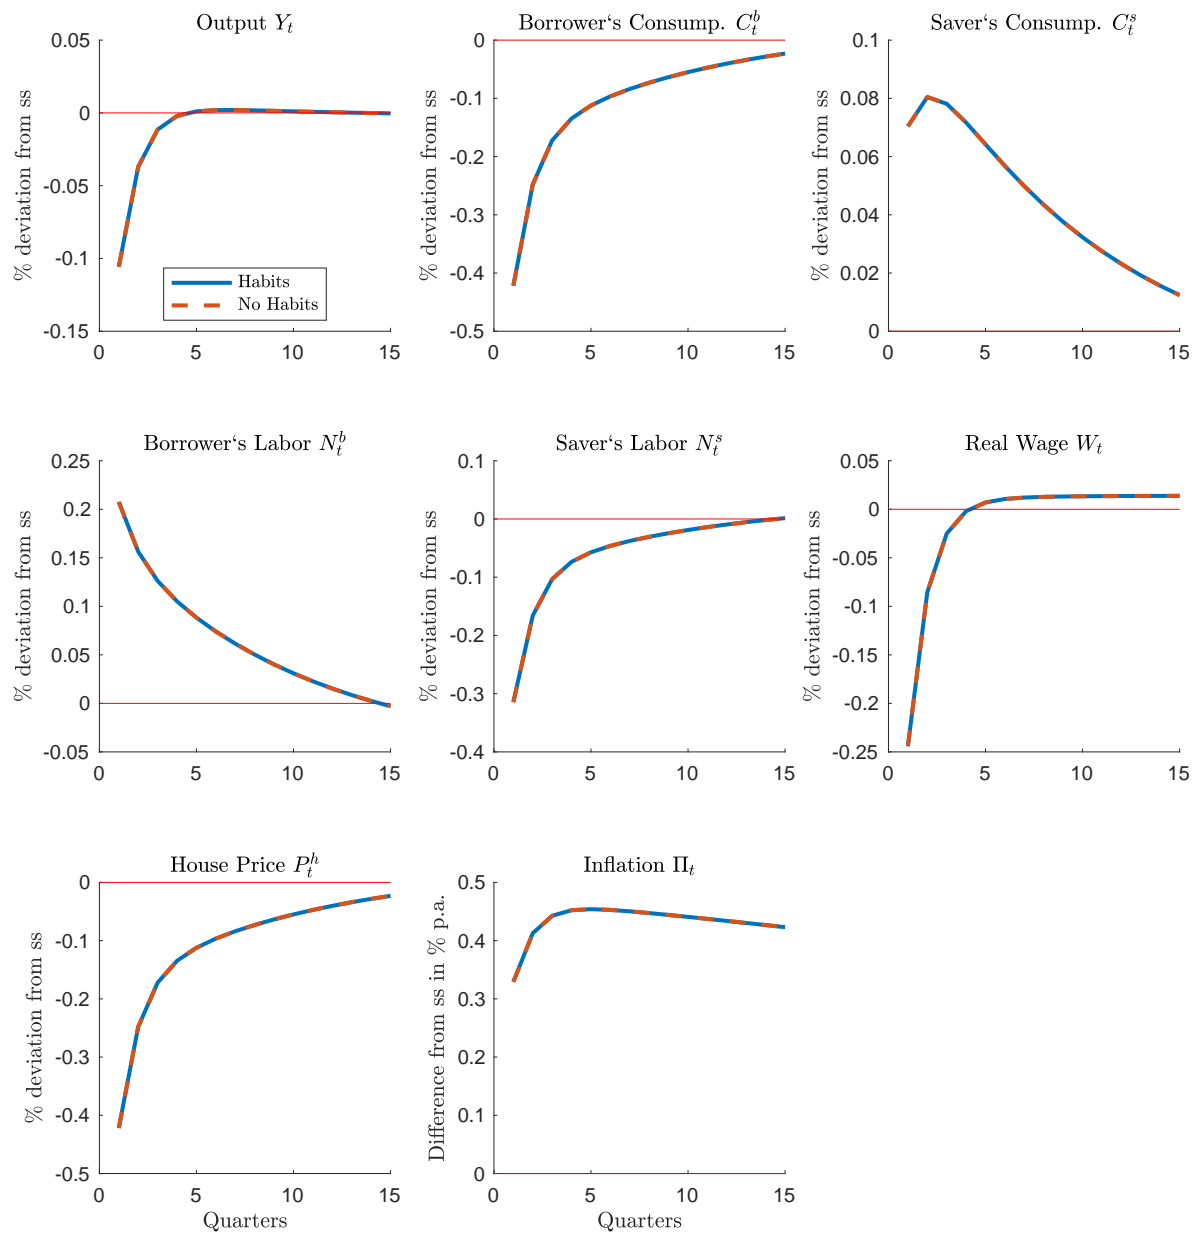 Output Y_t
0.05
0
-0.05
-0.1
-0.15
% deviation from ss
Habits
No Habits
0 5 10 15
Borrower‘s Consump. C_t^b
0
-0.1
-0.2
-0.3
-0.4
-0.5
% deviation from ss
0 5 10 15
Saver‘s Consump. C_t^s
0.1
0.08
0.06
0.04
0.02
0
% deviation from ss
0 5 10 15
Borrower‘s Labor N_t^b
0.25
0.2
0.15
0.1
0.05
0
-0.05
% deviation from ss
0 5 10 15
Saver‘s Labor N_t^s
0.1
0
-0.1
-0.2
-0.3
-0.4
% deviation from ss
0 5 10 15
Real Wage W_t
0.05
0
-0.05
-0.1
-0.15
-0.2
-0.25
% deviation from ss
0 5 10 15
House Price P_t^h
0
-0.1
-0.2
-0.3
-0.4
-0.5
% deviation from ss
0 5 10 15
Quarters
Inflation Π_t
0.5
0.4
0.3
0.2
0.1
0
Difference from ss in % p.a.
0 5 10 15
Quarters